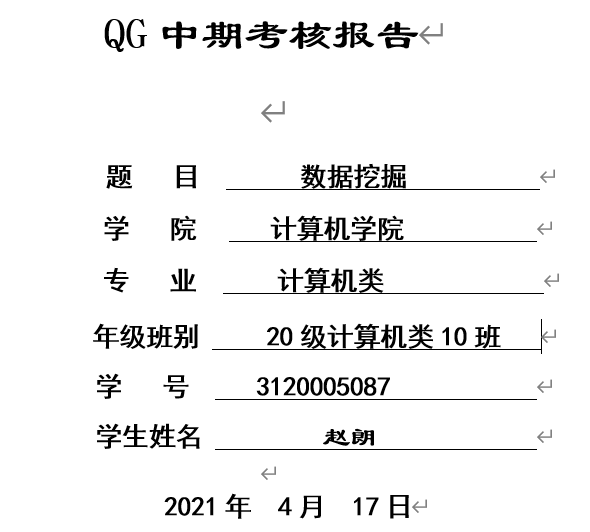 QG 中期考核报告
题 目 数据挖掘
学 院 计算机学院
专 业 计算机类
年级班别 20 级计算机类 10 班
学 号 3120005087
学生姓名 赵朗
2021 年 4 月 17 日